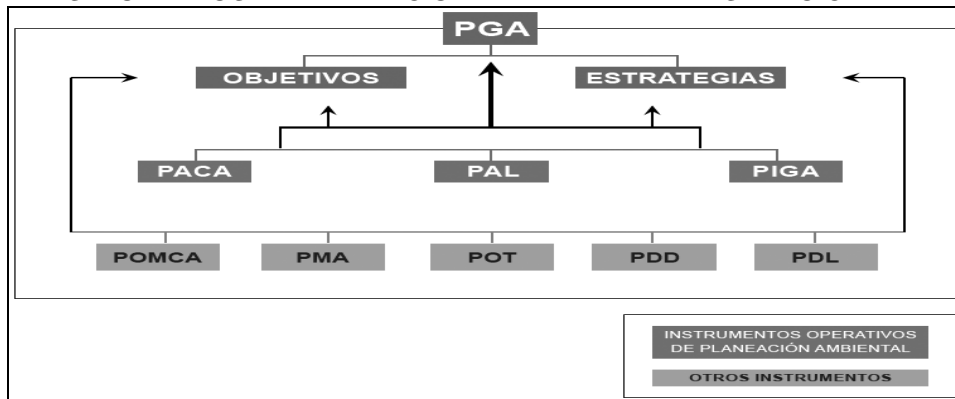 PGA
OBJETIVOS ESTRATEGIAS
PACA PAL PIGA
POMCA PMA POT PDD PDL
INSTRUMENTOS OPERATIVOS
DE PLANEACIÓN AMBIENTAL
OTROS INSTRUMENTOS